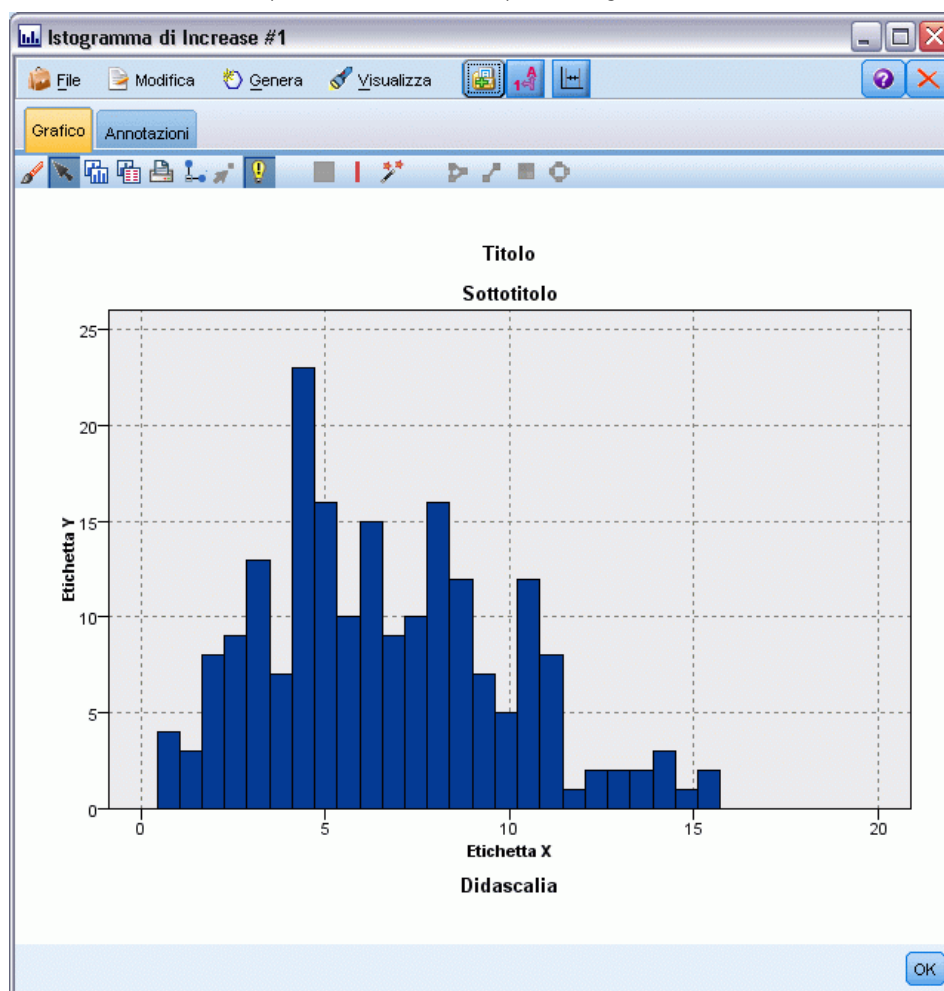 Istogramma di Increase #1
File Modifica Genera Visualizza
Grafico Annotazioni
Titolo
Sottotitolo
25
20
15
10
5
0
Etichetta Y
0 5 10 15 20
Etichetta X
Didascalia
OK